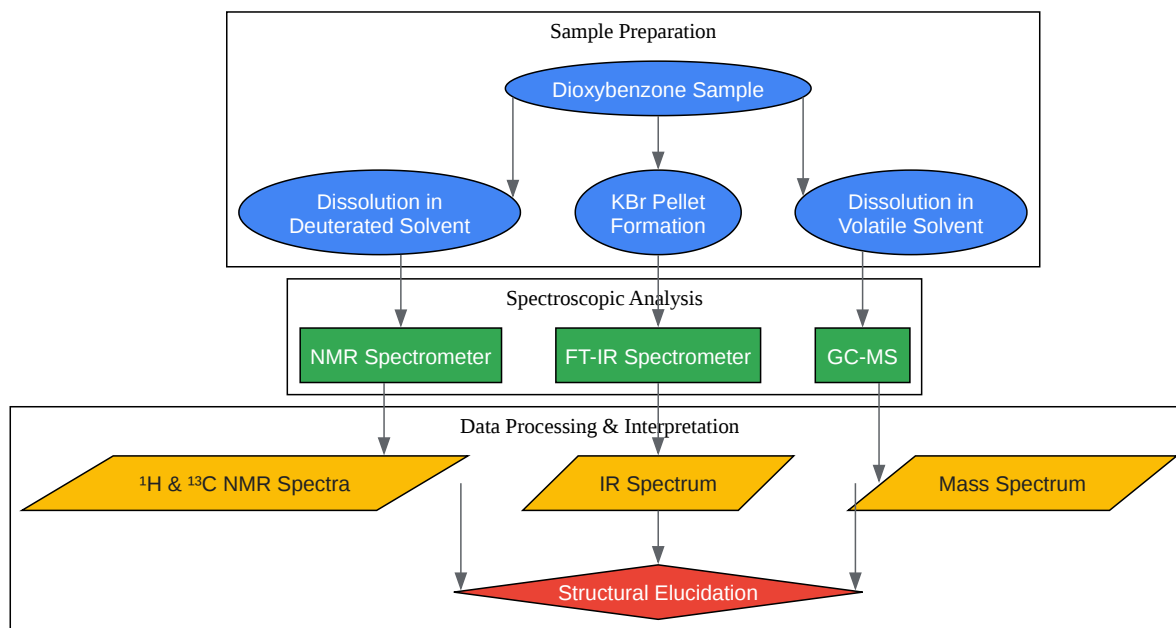 Sample Preparation
Dioxybenzone Sample
Dissolution in
Deuterated Solvent
KBr Pellet
Formation
Dissolution in
Volatile Solvent
Spectroscopic Analysis
NMR Spectrometer
FT-IR Spectrometer
GC-MS
Data Processing & Interpretation
¹H & ¹³C NMR Spectra
IR Spectrum
Mass Spectrum
Structural Elucidation